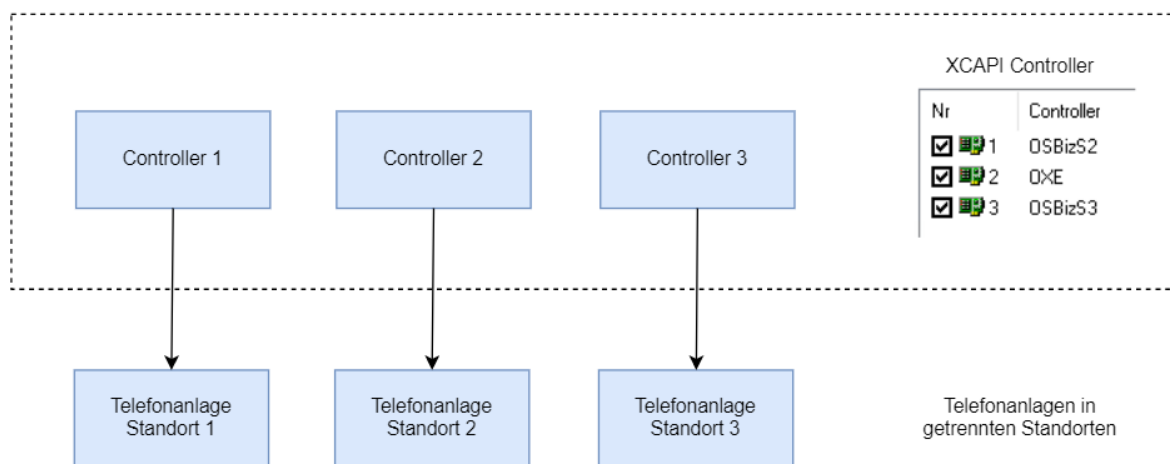 XCAPI Controller
Nr Controller
1 OSBizS2
2 OXE
3 OSBizS3
Controller 1
Controller 2
Controller 3
Telefonanlage
Standort 1
Telefonanlage
Standort 2
Telefonanlage
Standort 3
Telefonanlagen in
getrennten Standorten